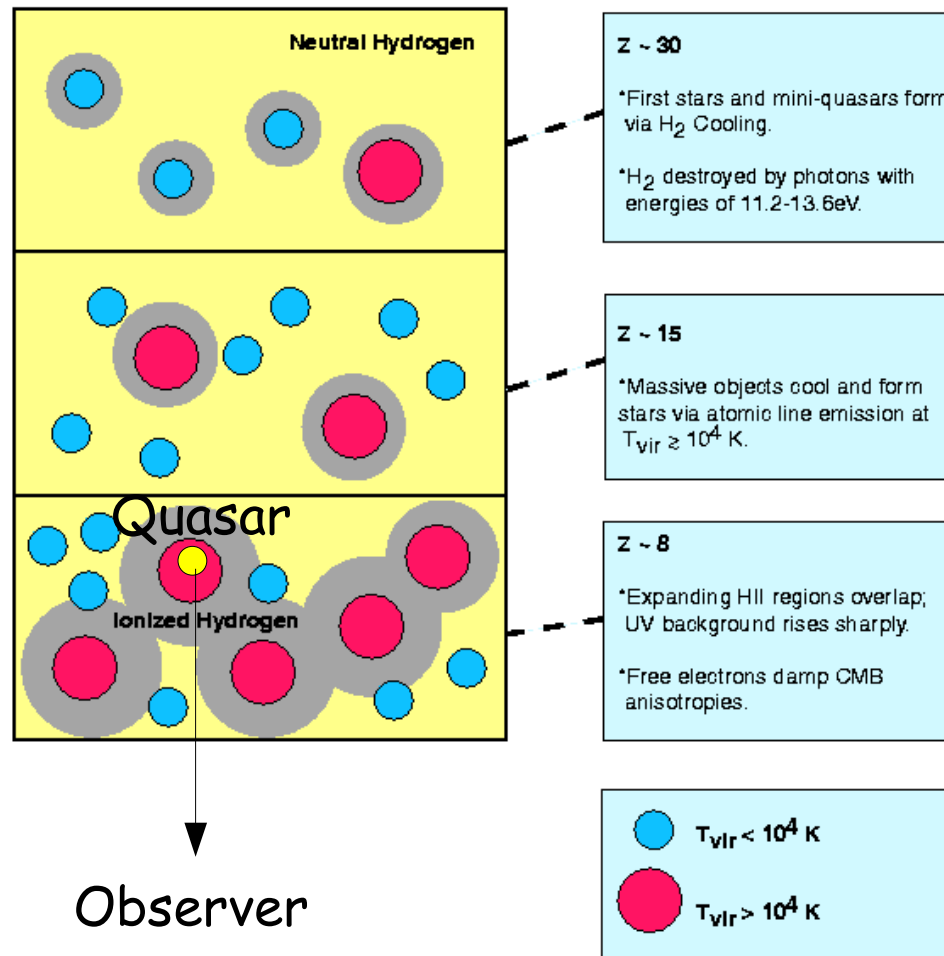 Neutral Hydrogen
Z ~ 30
*First stars and mini-quasars form
via H2 Cooling.
*H2 destroyed by photons with
energies of 11.2-13.6eV.
Z ~ 15
*Massive objects cool and form
stars via atomic line emission at
Tvir ≥ 10^4 K.
Quasar
Ionized Hydrogen
Z ~ 8
*Expanding HII regions overlap;
UV background rises sharply.
*Free electrons damp CMB
anisotropies.
Observer
Tvir < 10^4 K
Tvir > 10^4 K